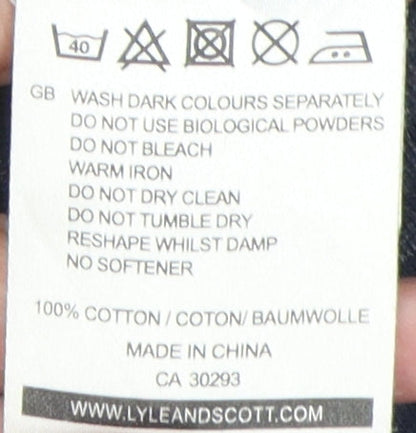 40
GB WASH DARK COLOURS SEPARATELY
DO NOT USE BIOLOGICAL POWDERS
DO NOT BLEACH
WARM IRON
DO NOT DRY CLEAN
DO NOT TUMBLE DRY
RESHAPE WHILST DAMP
NO SOFTENER
100% COTTON / COTON/ BAUMWOLLE
MADE IN CHINA
CA 30293
WWW.LYLEANDSCOTT.COM